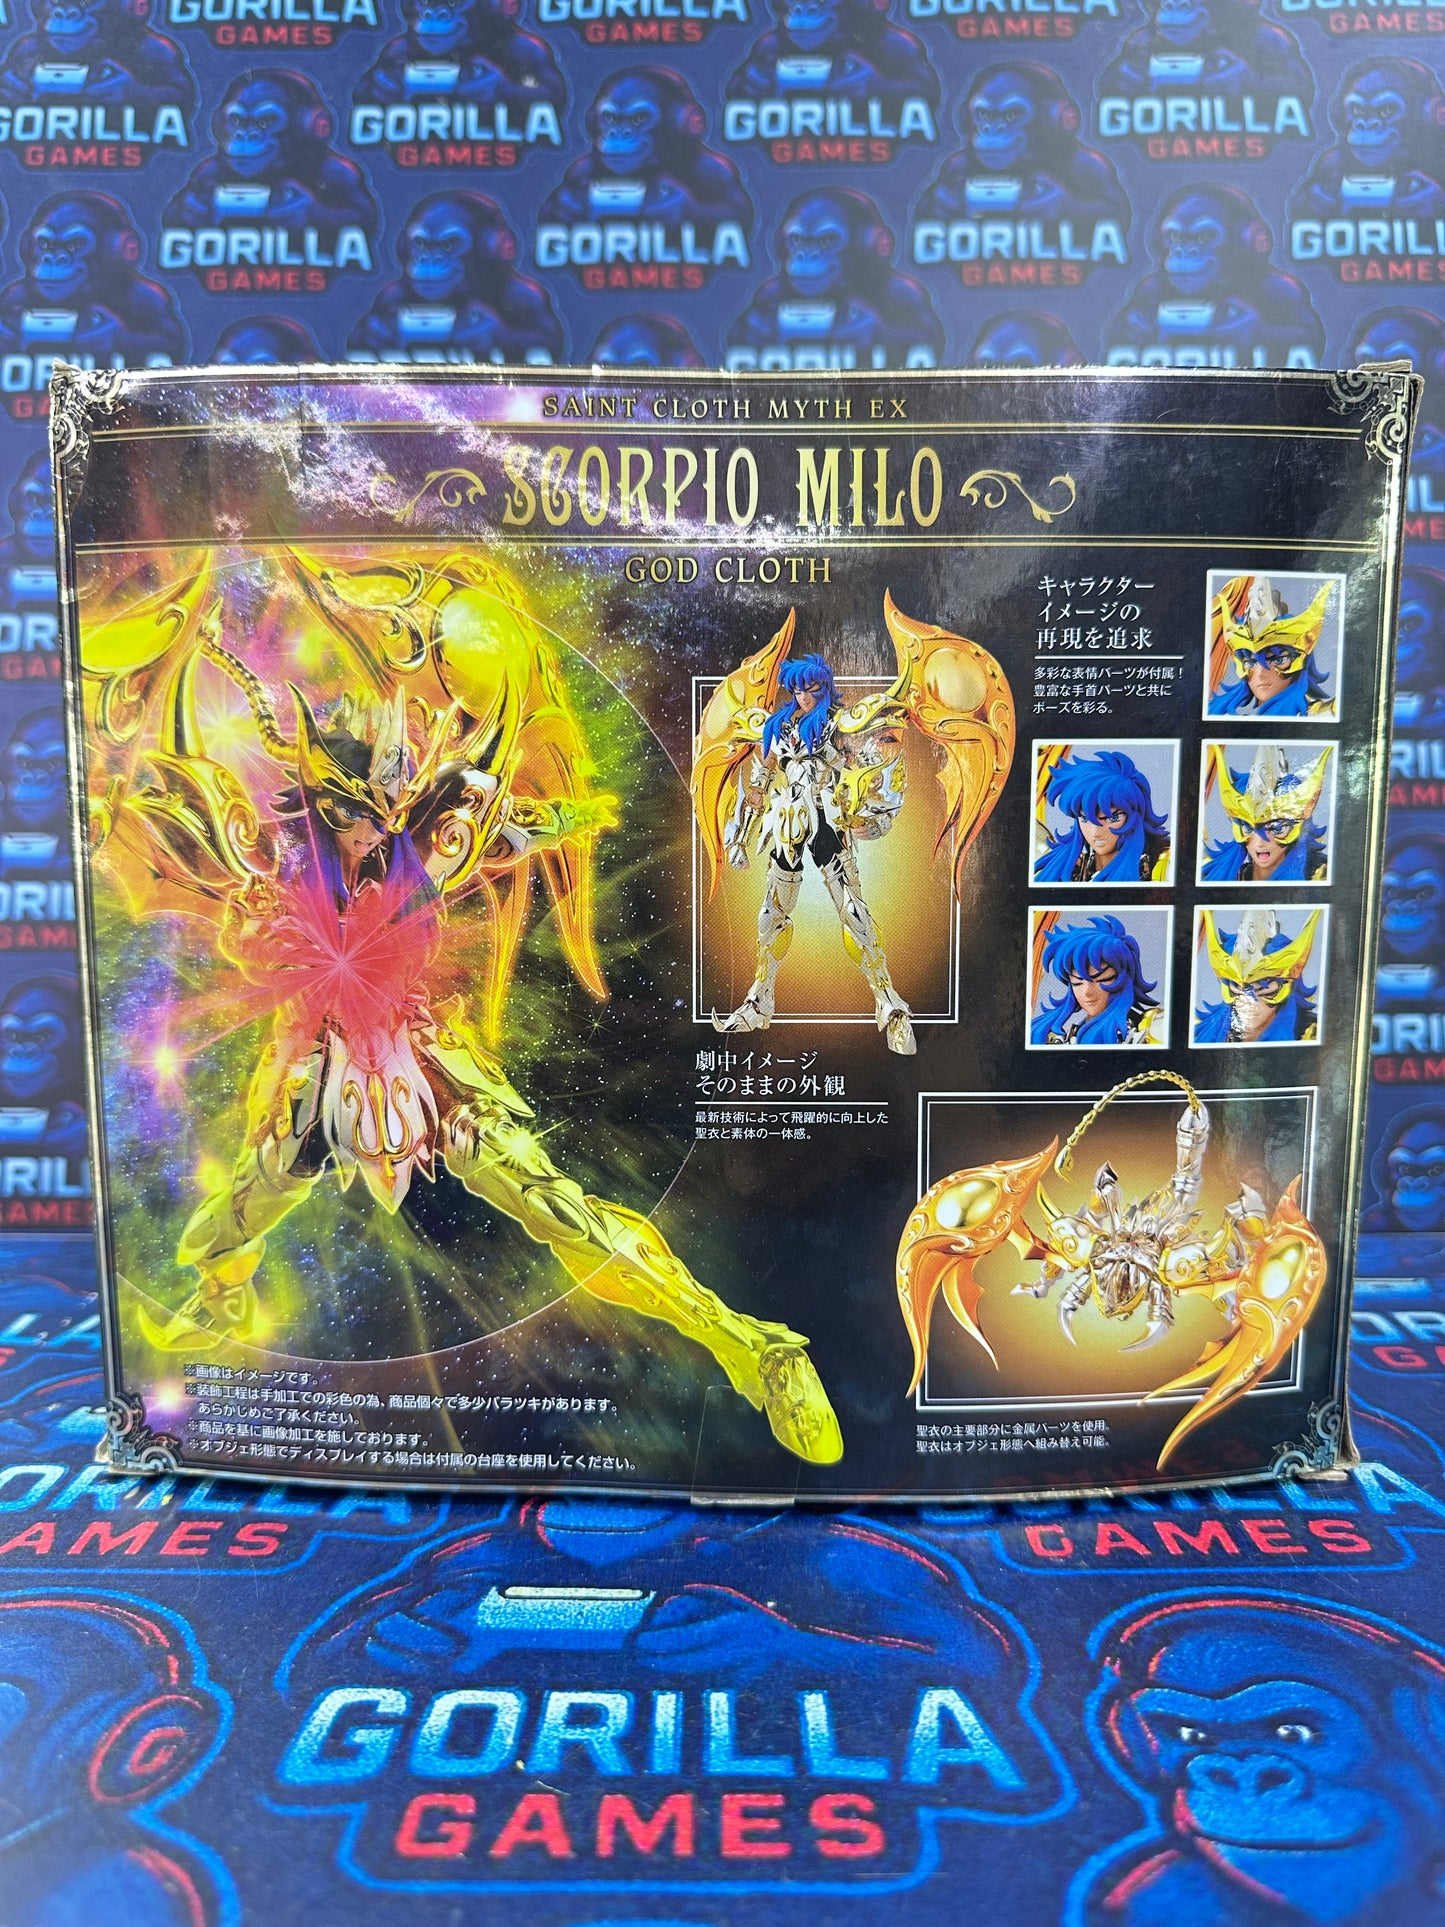 GORILLA
GAMES
SAINT CLOTH MYTH EX
SCORPIO MILO
GOD CLOTH
キャラクター
イメージの
再現を追求
多彩な表情パーツが付属！
豊富な手首パーツと共に
ポーズを彩る。
劇中イメージ
そのままの外観
最新技術によって飛躍的に向上した
聖衣と素体の一体感。
聖衣の主要部分に金属パーツを使用。
聖衣はオブジェ形態へ組み替え可能。
※画像はイメージです。
※装飾工程は手加工での彩色の為、商品個々で多少バラツキがあります。
あらかじめご了承ください。
※商品を基に画像加工を施しております。
※オブジェ形態でディスプレイする場合は付属の台座を使用してください。
GORILLA
GAMES